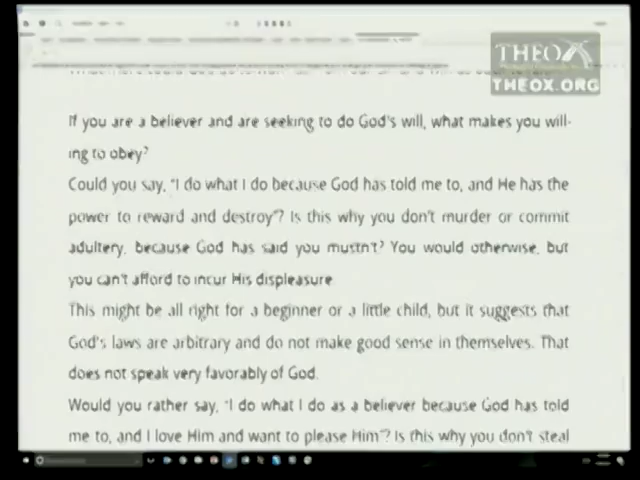 THEOX
THEOX.ORG
If you are a believer and are seeking to do God's will, what makes you will-
ing to obey?
Could you say, "I do what I do because God has told me to, and He has the
power to reward and destroy"? Is this why you don't murder or commit
adultery, because God has said you mustn't? You would otherwise, but
you can't afford to incur His displeasure
This might be all right for a beginner or a little child, but it suggests that
God's laws are arbitrary and do not make good sense in themselves. That
does not speak very favorably of God.
Would you rather say, "I do what I do as a believer because God has told
me to, and I love Him and want to please Him"? Is this why you don't steal